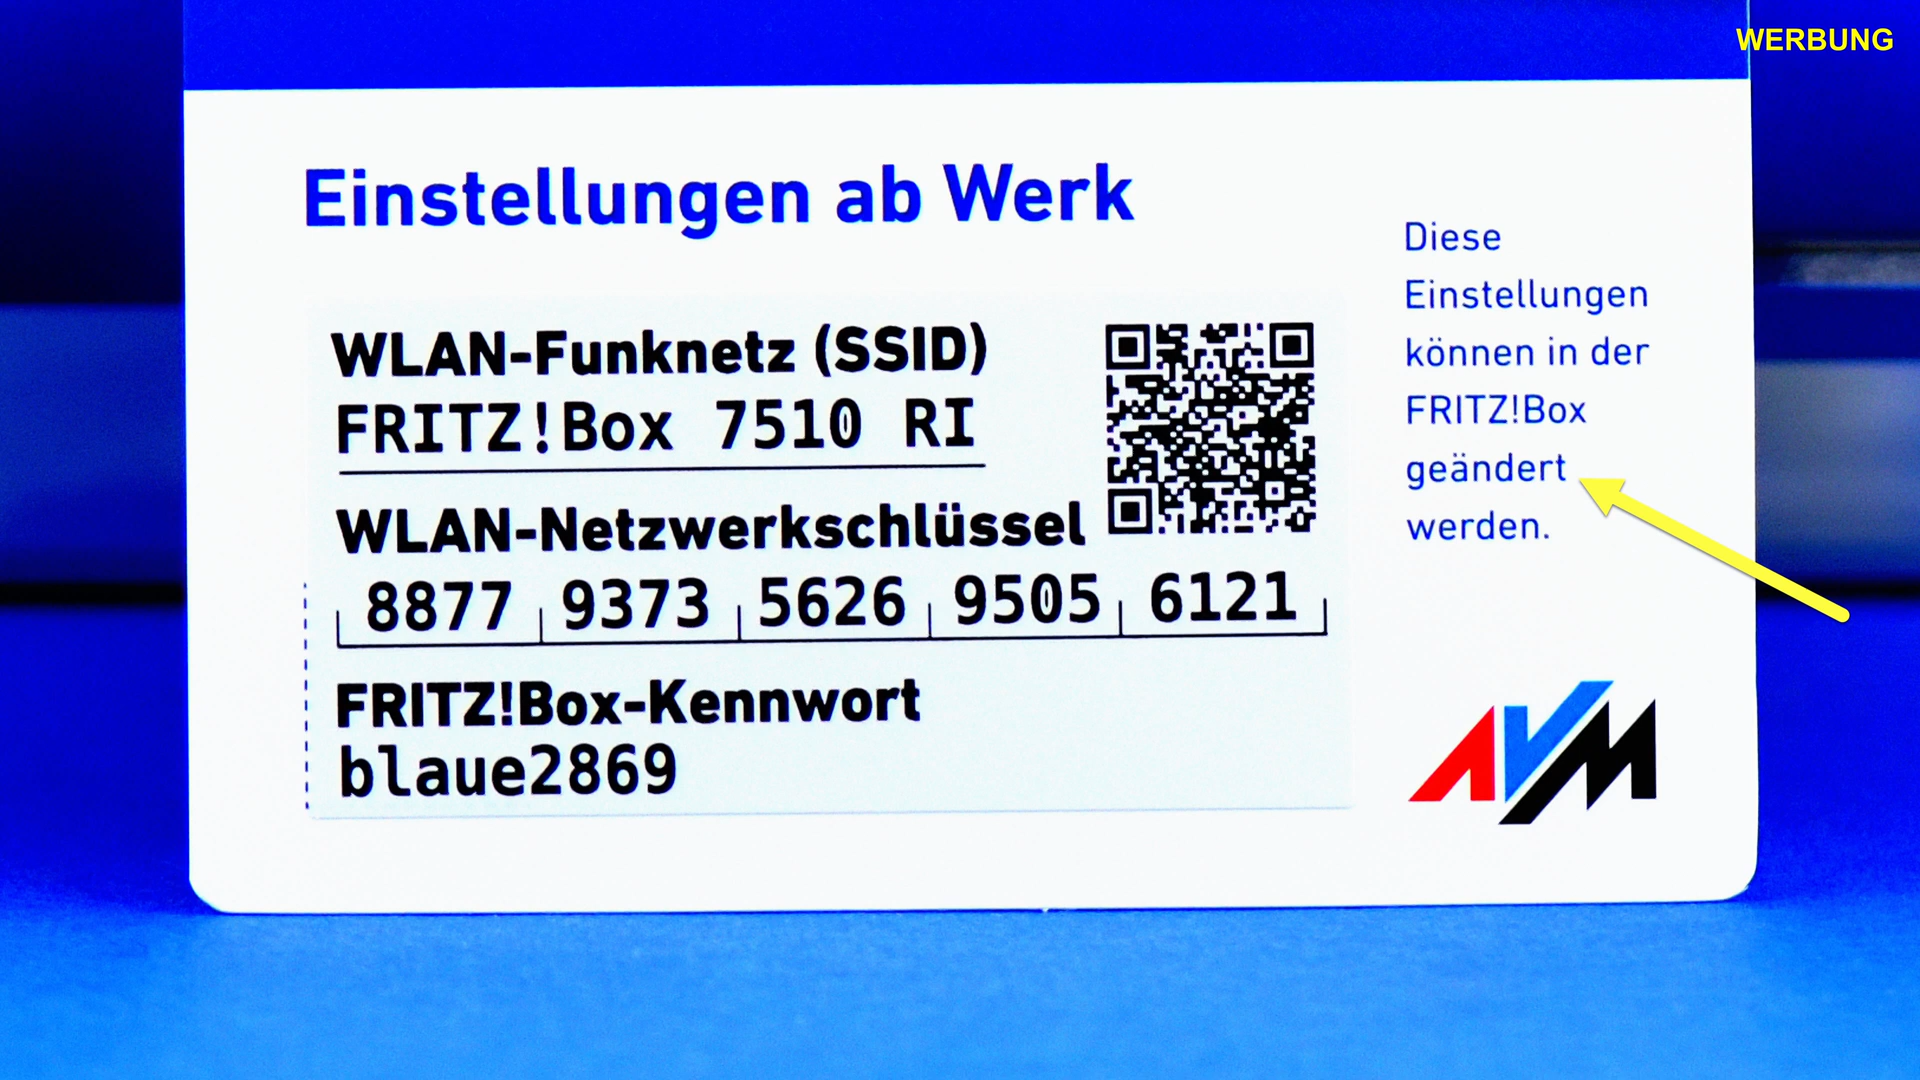 WERBUNG
Einstellungen ab Werk
WLAN-Funknetz (SSID)
FRITZ!Box 7510 RI
WLAN-Netzwerkschlüssel
8877 9373 5626 9505 6121
FRITZ!Box-Kennwort
blaue2869
Diese
Einstellungen
können in der
FRITZ!Box
geändert
werden.
AVM